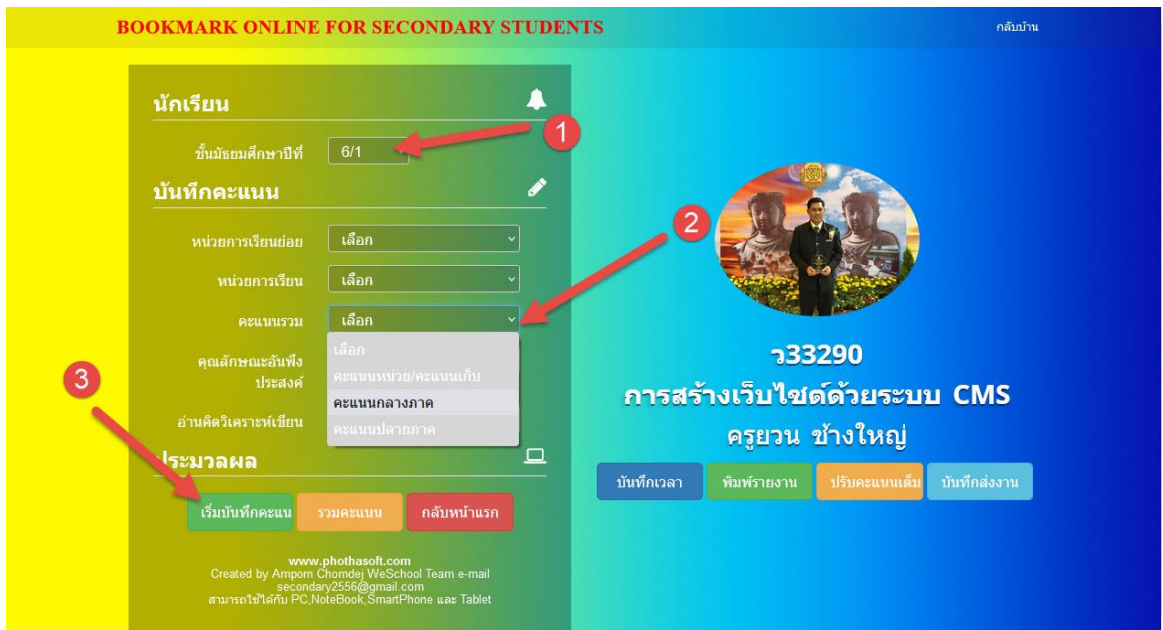 BOOKMARK ONLINE FOR SECONDARY STUDENTS
กลับบ้าน
นักเรียน
1
ชั้นมัธยมศึกษาปีที่ 6/1
บันทึกคะแนน
2
หน่วยการเรียนย่อย เลือก
หน่วยการเรียน เลือก
คะแนนรวม เลือก
เลือก
คะแนนหน่วย/คะแนนเก็บ
คะแนนกลางภาค
คะแนนปลายภาค
คุณลักษณะอันพึง
ประสงค์
3
อ่านคิดวิเคราะห์เขียน
ประมวลผล
เริ่มบันทึกคะแน รวมคะแนน กลับหน้าแรก
www.phothasoft.com
Created by Amporn Chomdej WeSchool Team e-mail
secondary2556@gmail.com
สามารถใช้ได้กับ PC,NoteBook,SmartPhone และ Tablet
ว33290
การสร้างเว็บไซต์ด้วยระบบ CMS
ครูยวน ช้างใหญ่
บันทึกเวลา พิมพ์รายงาน ปรับคะแนนเต็ม บันทึกส่งงาน